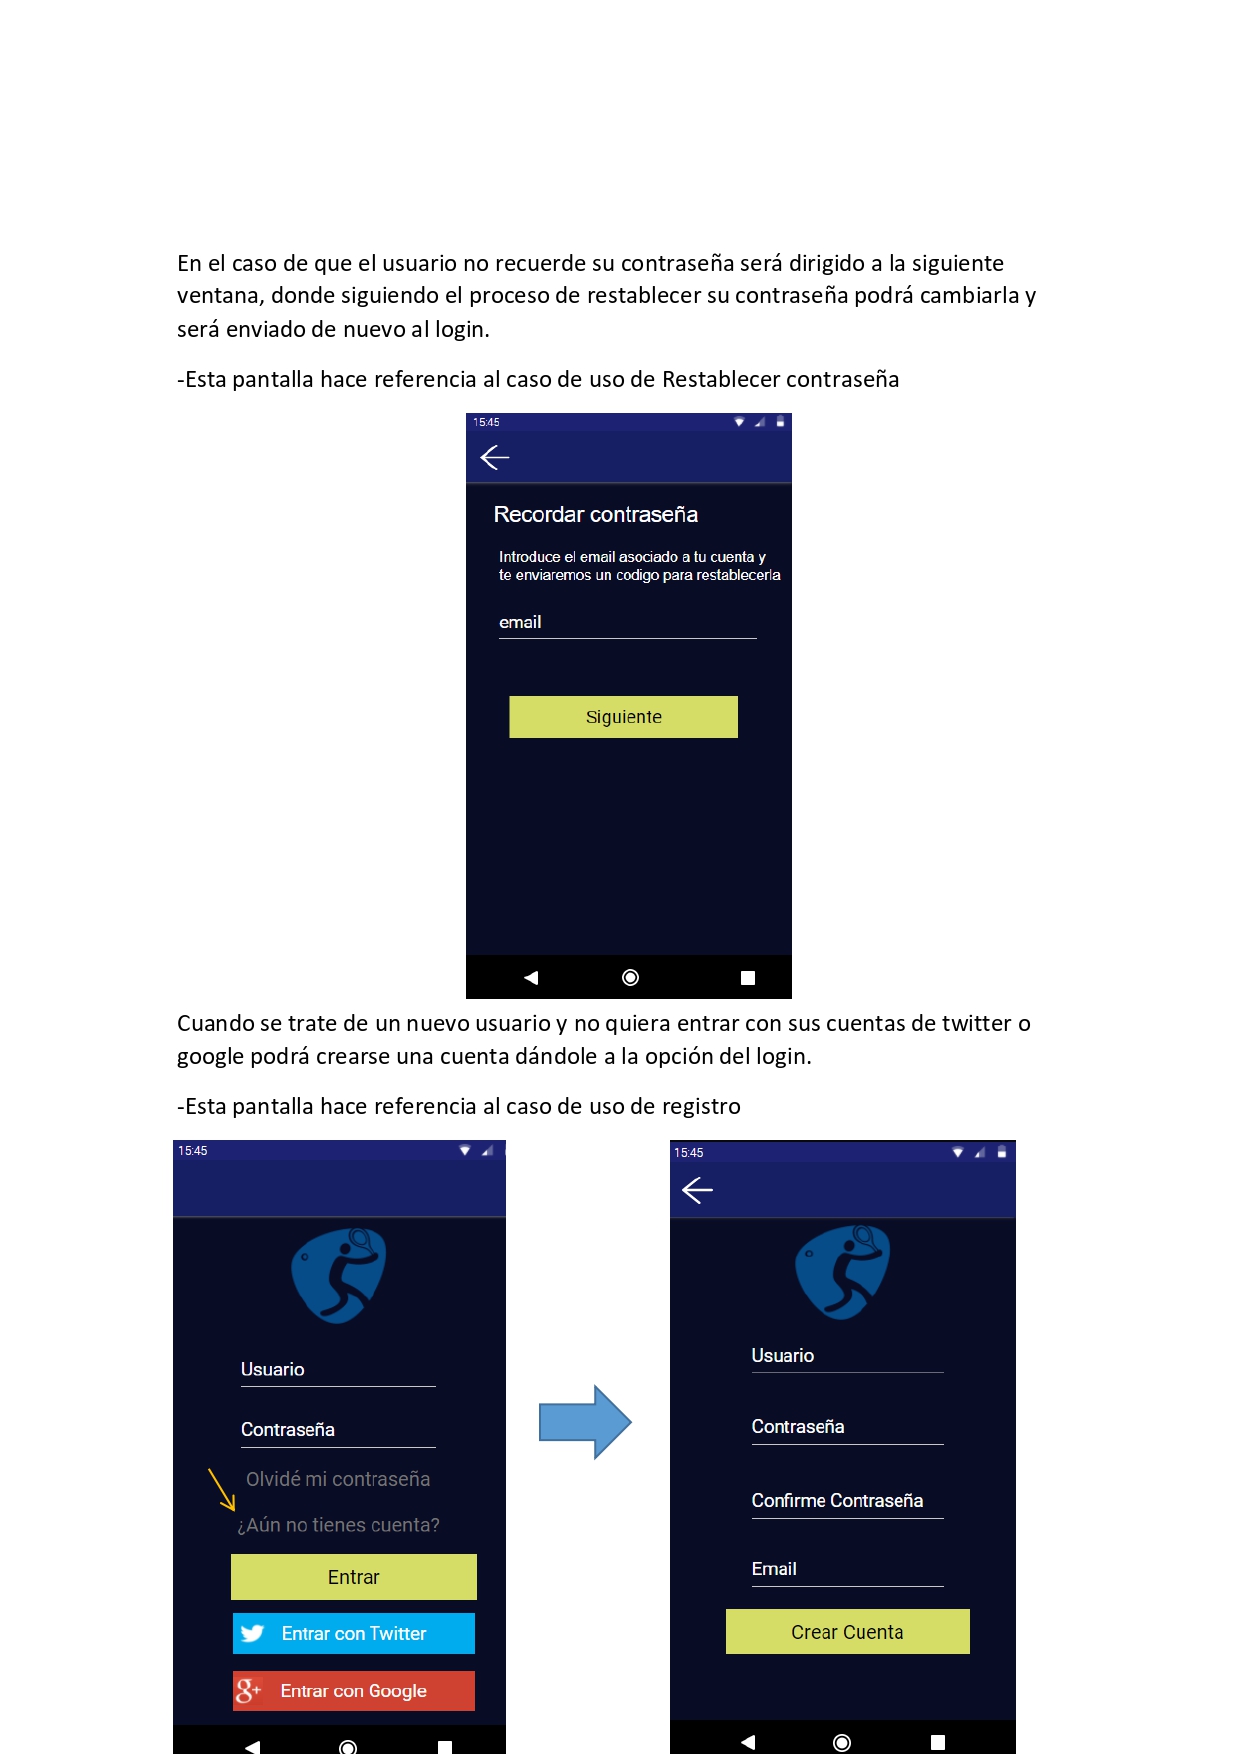 En el caso de que el usuario no recuerde su contraseña será dirigido a la siguiente
ventana, donde siguiendo el proceso de restablecer su contraseña podrá cambiarla y
será enviado de nuevo al login.
-Esta pantalla hace referencia al caso de uso de Restablecer contraseña
15:45
Recordar contraseña
Introduce el email asociado a tu cuenta y
te enviaremos un codigo para restablecerla
email
Siguiente
Cuando se trate de un nuevo usuario y no quiera entrar con sus cuentas de twitter o
google podrá crearse una cuenta dándole a la opción del login.
-Esta pantalla hace referencia al caso de uso de registro
15:45
Usuario
Contraseña
Olvidé mi contraseña
¿Aún no tienes cuenta?
Entrar
Entrar con Twitter
g+ Entrar con Google
15:45
Usuario
Contraseña
Confirme Contraseña
Email
Crear Cuenta